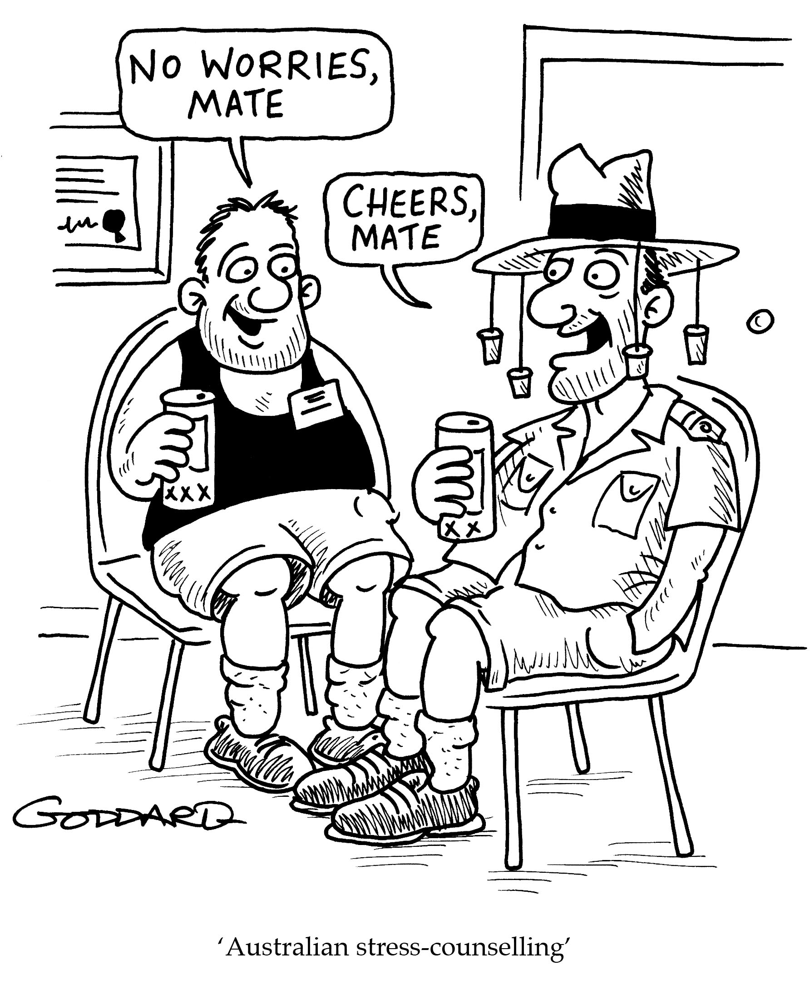 NO WORRIES,
MATE
CHEERS,
MATE
XXX
XX
GODDARD
‘Australian stress-counselling’